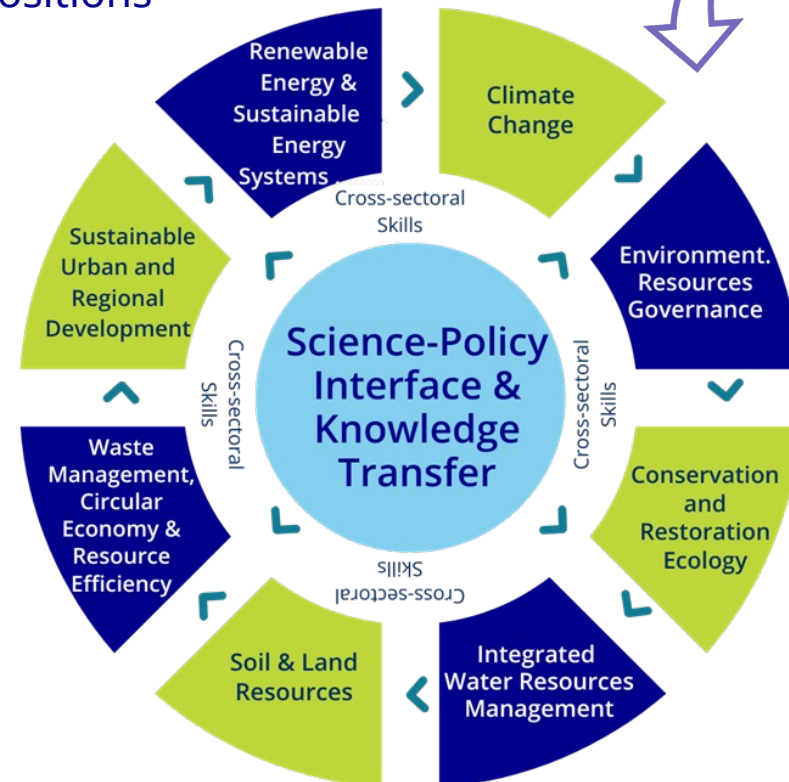 Renewable
Energy &
Sustainable
Energy
Systems
Climate
Change
Environment.
Resources
Governance
Conservation
and
Restoration
Ecology
Integrated
Water Resources
Management
Soil & Land
Resources
Waste
Management,
Circular
Economy &
Resource
Efficiency
Sustainable
Urban and
Regional
Development
Cross-sectoral
Skills
Cross-sectoral
Skills
Cross-sectoral
Skills
Cross-sectoral
Skills
Science-Policy
Interface &
Knowledge
Transfer